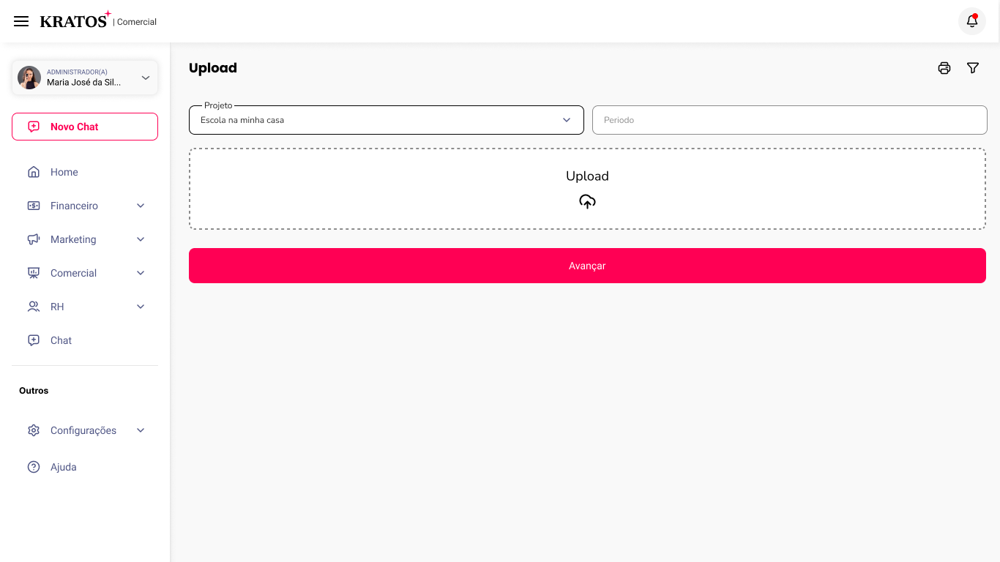 KRATOS | Comercial
ADMINISTRADOR(A)
Maria José da Sil...
Novo Chat
Home
Financeiro
Marketing
Comercial
RH
Chat
Outros
Configurações
Ajuda
Upload
Projeto
Escola na minha casa
Periodo
Upload
Avançar